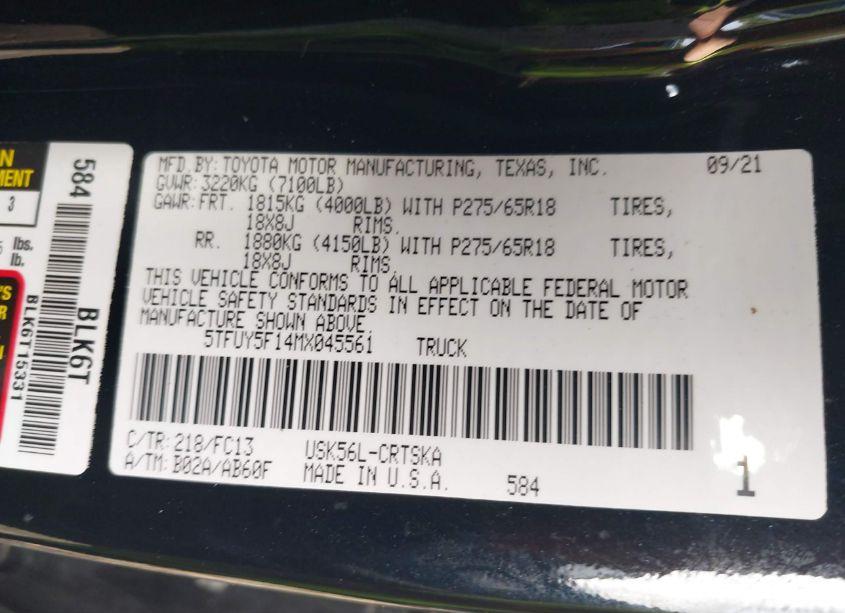 MFD.BY:TOYOTA MOTOR MANUFACTURING, TEXAS, INC. 09/21
GVWR:3220KG (7100LB)
GAWR:FRT. 1815KG (4000LB) WITH P275/65R18 TIRES,
18X8J RIMS.
RR. 1880KG (4150LB) WITH P275/65R18 TIRES,
18X8J RIMS.
THIS VEHICLE CONFORMS TO ALL APPLICABLE FEDERAL MOTOR
VEHICLE SAFETY STANDARDS IN EFFECT ON THE DATE OF
MANUFACTURE SHOWN ABOVE.
5TFUY5F14MX045561 TRUCK
C/TR:218/FC13 USK56L-CRTSKA
A/TM:B02A/AB60F MADE IN U.S.A. 584
1
584
BLK6T
BLK6T15331
3
lbs.
lb.